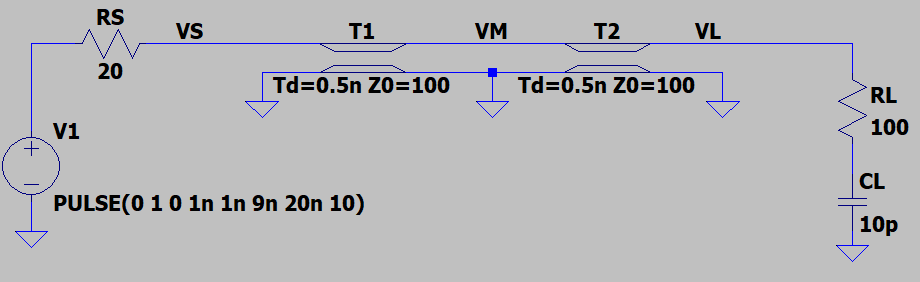 RS
VS
T1
VM
T2
VL
20
Td=0.5n Z0=100
Td=0.5n Z0=100
RL
100
V1
CL
PULSE(0 1 0 1n 1n 9n 20n 10)
10p